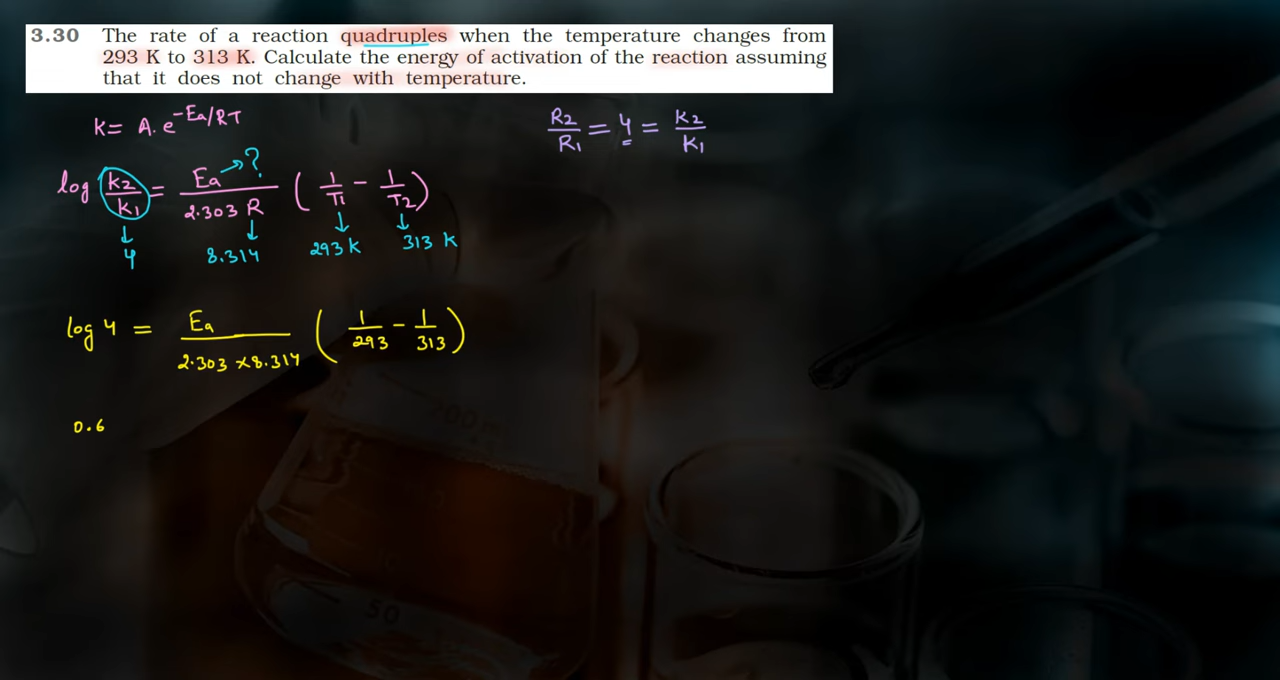 3.30 The rate of a reaction quadruples when the temperature changes from
293 K to 313 K. Calculate the energy of activation of the reaction assuming
that it does not change with temperature.
K = A.e^-Ea/RT
R2/R1 = 4 = K2/K1
log (K2/K1) = Ea → ? / 2.303 R (1/T1 - 1/T2)
↓ 4 ↓ 8.314 ↓ 293 K ↓ 313 K
log 4 = Ea / 2.303 × 8.314 (1/293 - 1/313)
0.6
200
50